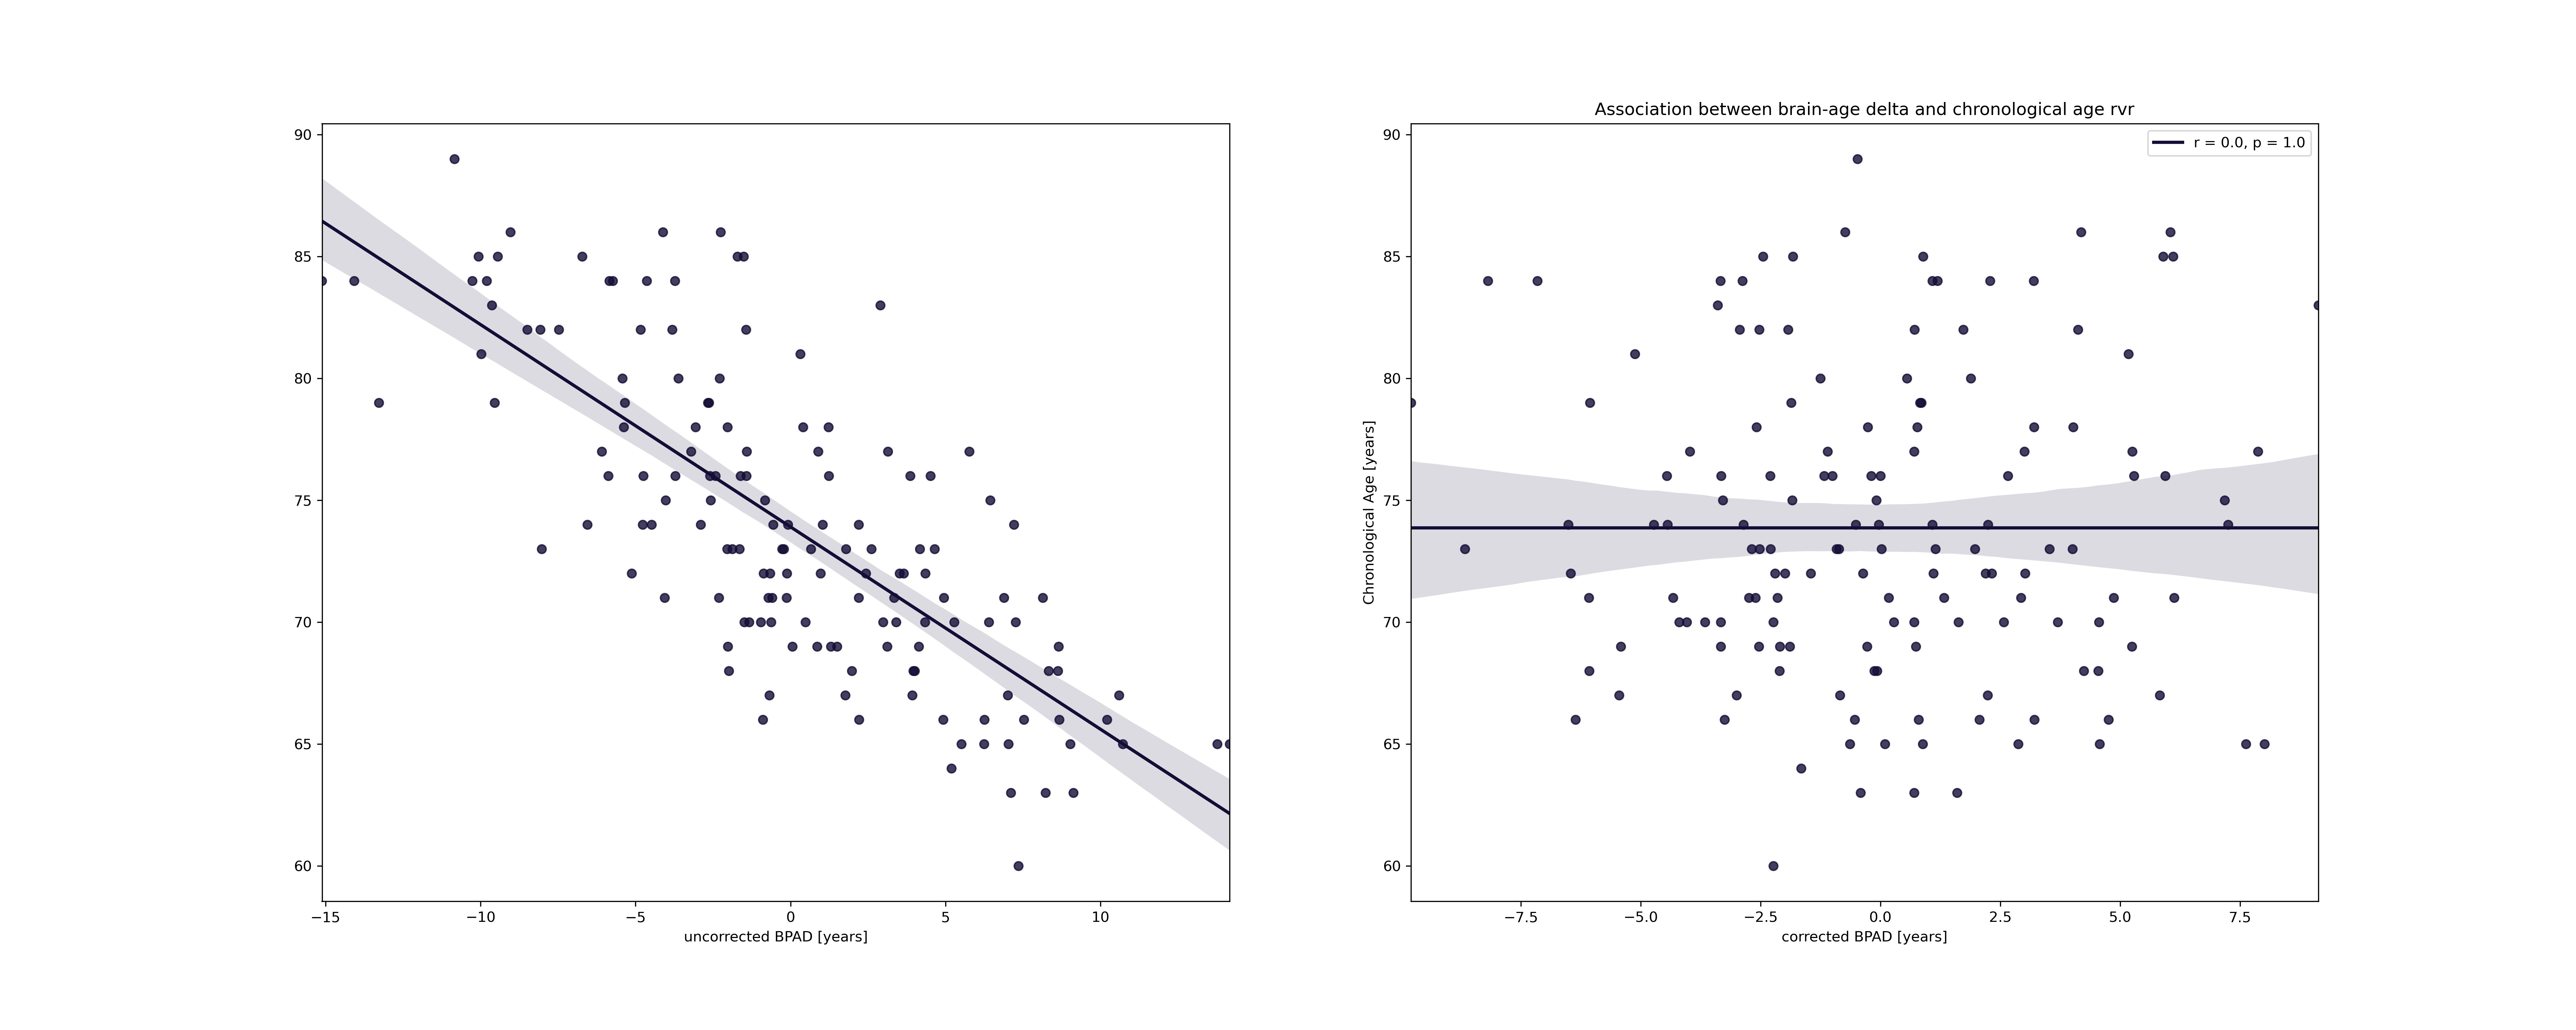 90
85
80
75
70
65
60
−15 −10 −5 0 5 10
uncorrected BPAD [years]
Association between brain-age delta and chronological age rvr
r = 0.0, p = 1.0
Chronological Age [years]
90
85
80
75
70
65
60
−7.5 −5.0 −2.5 0.0 2.5 5.0 7.5
corrected BPAD [years]